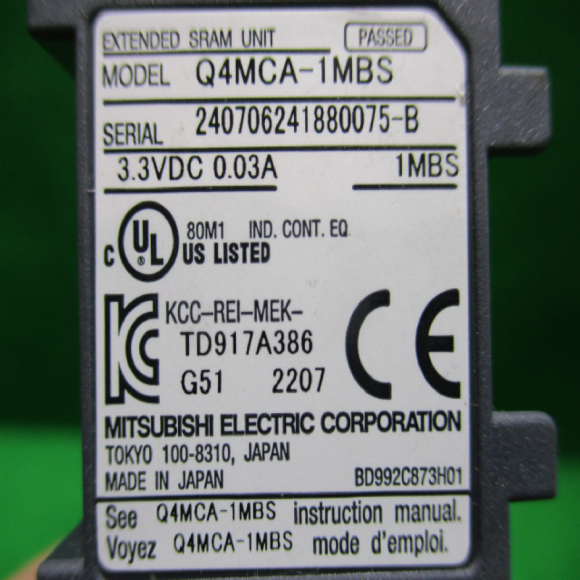 EXTENDED SRAM UNIT PASSED
MODEL Q4MCA-1MBS
SERIAL 240706241880075-B
3.3VDC 0.03A 1MBS
C UL ® 80M1 IND. CONT. EQ
US LISTED
KCC-REI-MEK-
TD917A386
G51 2207
CE
MITSUBISHI ELECTRIC CORPORATION
TOKYO 100-8310, JAPAN
MADE IN JAPAN BD992C873H01
See Q4MCA-1MBS instruction manual.
Voyez Q4MCA-1MBS mode d'emploi.